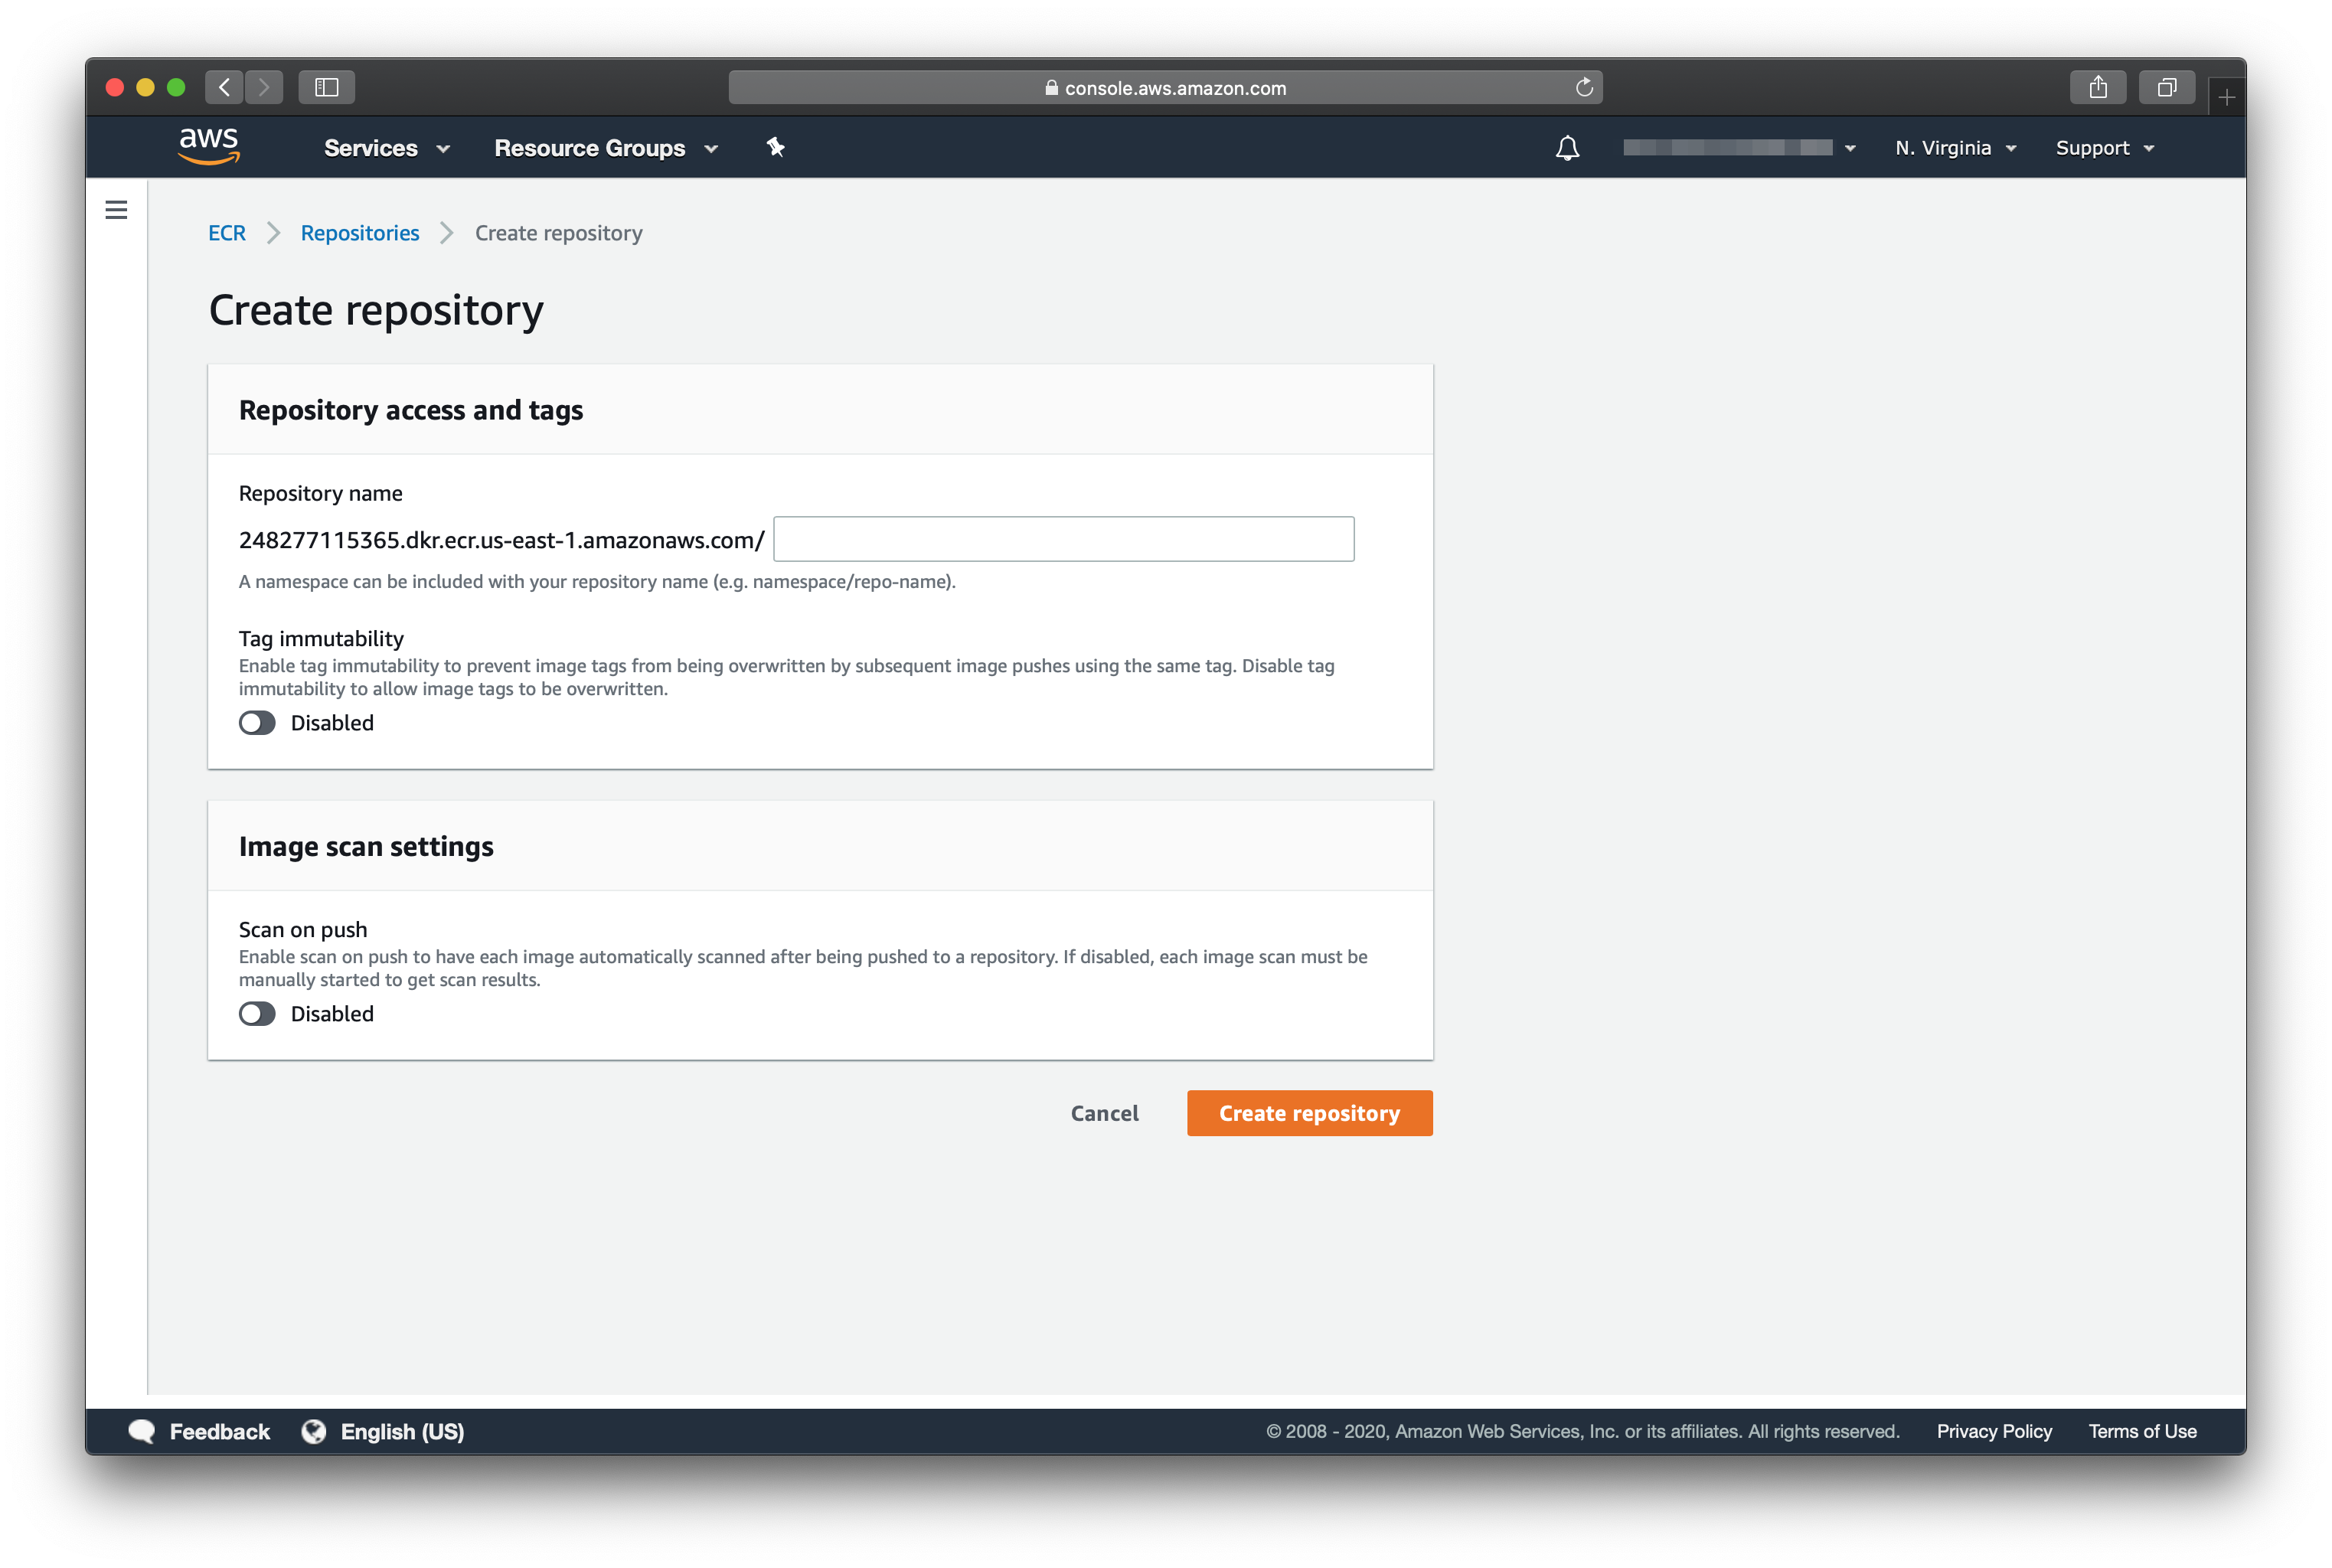 console.aws.amazon.com
aws Services Resource Groups N. Virginia Support
ECR Repositories Create repository
Create repository
Repository access and tags
Repository name
248277115365.dkr.ecr.us-east-1.amazonaws.com/
A namespace can be included with your repository name (e.g. namespace/repo-name).
Tag immutability
Enable tag immutability to prevent image tags from being overwritten by subsequent image pushes using the same tag. Disable tag
immutability to allow image tags to be overwritten.
Disabled
Image scan settings
Scan on push
Enable scan on push to have each image automatically scanned after being pushed to a repository. If disabled, each image scan must be
manually started to get scan results.
Disabled
Cancel Create repository
Feedback English (US) © 2008 - 2020, Amazon Web Services, Inc. or its affiliates. All rights reserved. Privacy Policy Terms of Use